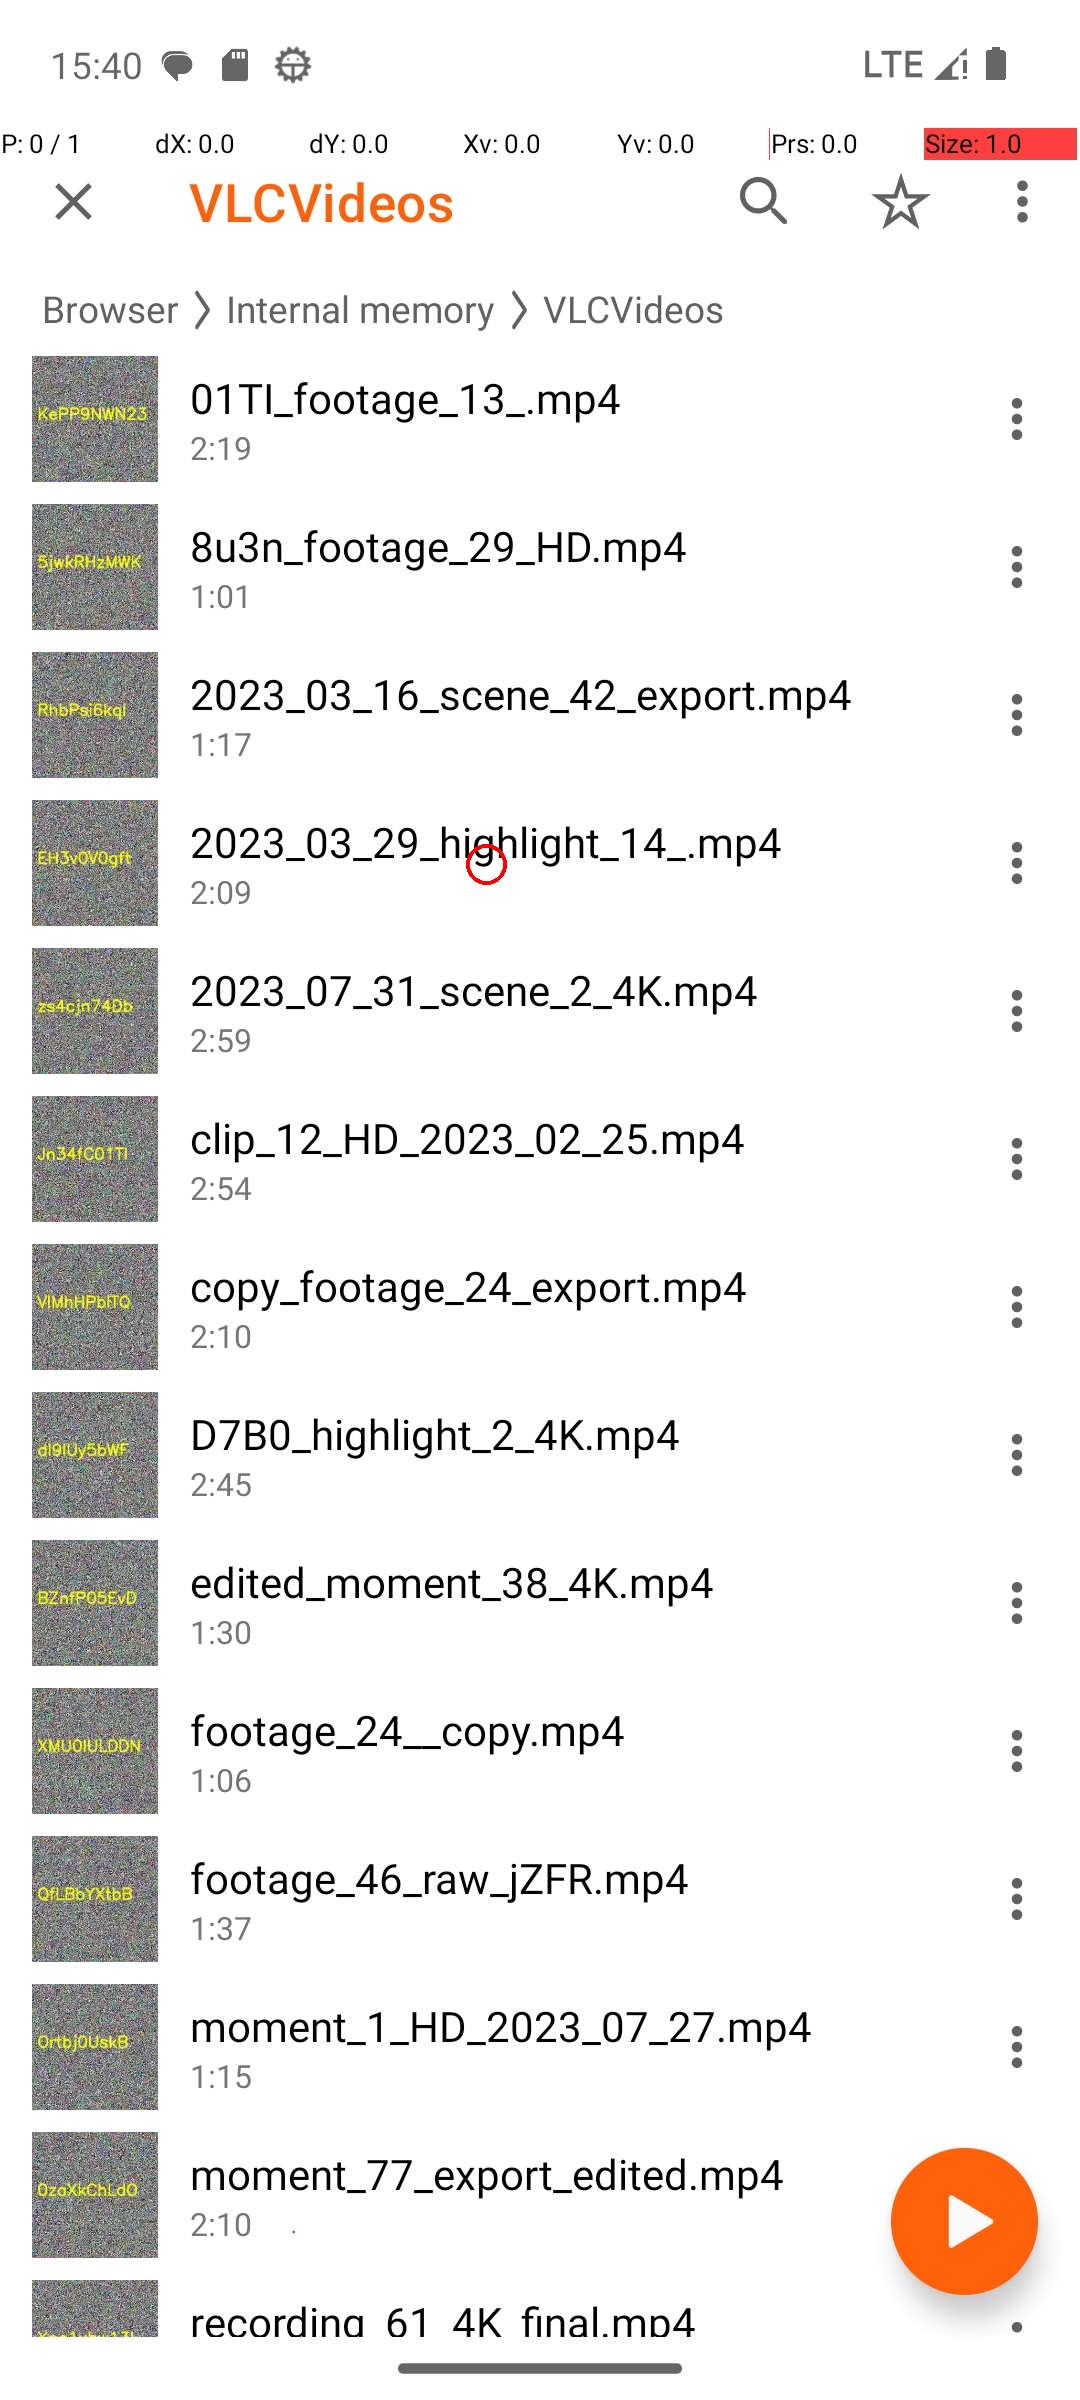 15:40 LTE
P: 0 / 1 dX: 0.0 dY: 0.0 Xv: 0.0 Yv: 0.0 Prs: 0.0 Size: 1.0
VLCVideos
Browser Internal memory VLCVideos
KePP9NWN23
01TI_footage_13_.mp4
2:19
5jwkRHzMWK
8u3n_footage_29_HD.mp4
1:01
RhbPsi6kql
2023_03_16_scene_42_export.mp4
1:17
EH3v0V0gft
2023_03_29_highlight_14_.mp4
2:09
zs4cjn74Db
2023_07_31_scene_2_4K.mp4
2:59
Jn34fC01TI
clip_12_HD_2023_02_25.mp4
2:54
copy_footage_24_export.mp4
2:10
dI9IUy5bWF
D7B0_highlight_2_4K.mp4
2:45
BZnfP05EvD
edited_moment_38_4K.mp4
1:30
XMU0IULDDN
footage_24__copy.mp4
1:06
QfLBbYXtbB
footage_46_raw_jZFR.mp4
1:37
Ortbj0UskB
moment_1_HD_2023_07_27.mp4
1:15
0zaXkChLdO
moment_77_export_edited.mp4
2:10
recording_61_4K_final.mp4